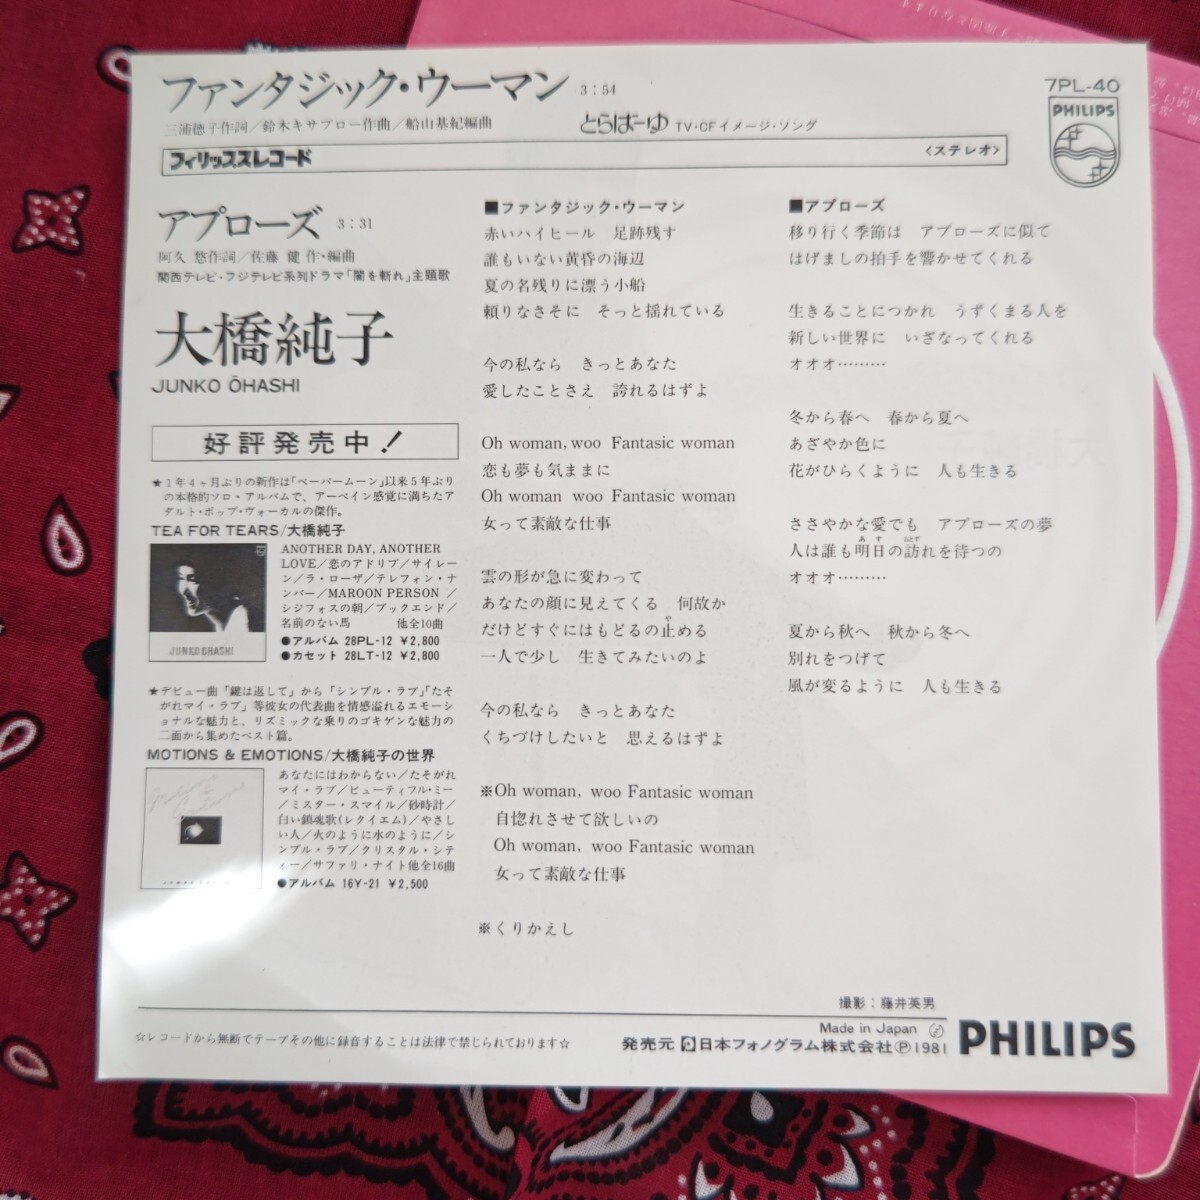 ファンタジック・ウーマン 3:54
三浦徳子作詞/鈴木キサブロー作曲/船山基紀編曲
とらばーゆ TV・CFイメージ・ソング
7PL-40
PHILIPS
フィリップスレコード
〈ステレオ〉
アプローズ 3:31
阿久 悠作詞/佐藤 健 作・編曲
関西テレビ・フジテレビ系列ドラマ「闇を斬れ」主題歌
大橋純子
JUNKO ŌHASHI
好評発売中!
★1年4ヶ月ぶりの新作は「ペーパームーン」以来5年ぶり
の本格的ソロ・アルバムで、アーベイン感覚に満ちたア
ダルト・ポップ・ヴォーカルの傑作。
TEA FOR TEARS/大橋純子
ANOTHER DAY, ANOTHER
LOVE/恋のアドリブ/サイレー
ン/ラ・ローザ/テレフォン・ナ
ンバー/MAROON PERSON/
シジフォスの朝/ブックエンド/
名前のない馬 他全10曲
●アルバム 28PL-12 ¥2,800
●カセット 28LT-12 ¥2,800
JUNKO OHASHI
★デビュー曲「鍵は返して」から「シンプル・ラブ」「たそ
がれマイ・ラブ」等彼女の代表曲を情感溢れるエモーシ
ョナルな魅力と、リズミックな乗りのゴキゲンな魅力の
二面から集めたベスト篇。
MOTIONS & EMOTIONS/大橋純子の世界
あなたにはわからない/たそがれ
マイ・ラブ/ビューティフル・ミー
/ミスター・スマイル/砂時計/
白い鎮魂歌(レクイエム)/やさし
い人/火のように水のように/シ
ンプル・ラブ/クリスタル・シテ
ィー/サファリ・ナイト他全16曲
●アルバム 16Y-21 ¥2,500
■ファンタジック・ウーマン
赤いハイヒール 足跡残す
誰もいない黄昏の海辺
夏の名残りに漂う小船
頼りなさそに そっと揺れている
今の私なら きっとあなた
愛したことさえ 誇れるはずよ
Oh woman, woo Fantasic woman
恋も夢も気ままに
Oh woman woo Fantasic woman
女って素敵な仕事
雲の形が急に変わって
あなたの顔に見えてくる 何故か
だけどすぐにはもどるの止める
や
一人で少し 生きてみたいのよ
今の私なら きっとあなた
くちづけしたいと 思えるはずよ
※Oh woman, woo Fantasic woman
自惚れさせて欲しいの
Oh woman, woo Fantasic woman
女って素敵な仕事
※くりかえし
■アプローズ
移り行く季節は アプローズに似て
はげましの拍手を響かせてくれる
生きることにつかれ うずくまる人を
新しい世界に いざなってくれる
オオオ………
冬から春へ 春から夏へ
あざやか色に
花がひらくように 人も生きる
ささやかな愛でも アプローズの夢
あす おとず
人は誰も明日の訪れを待つの
オオオ………
夏から秋へ 秋から冬へ
別れをつげて
風が変るように 人も生きる
撮影:藤井英男
☆レコードから無断でテープその他に録音することは法律で禁じられております☆
Made in Japan
発売元 日本フォノグラム株式会社 Ⓟ1981
PHILIPS